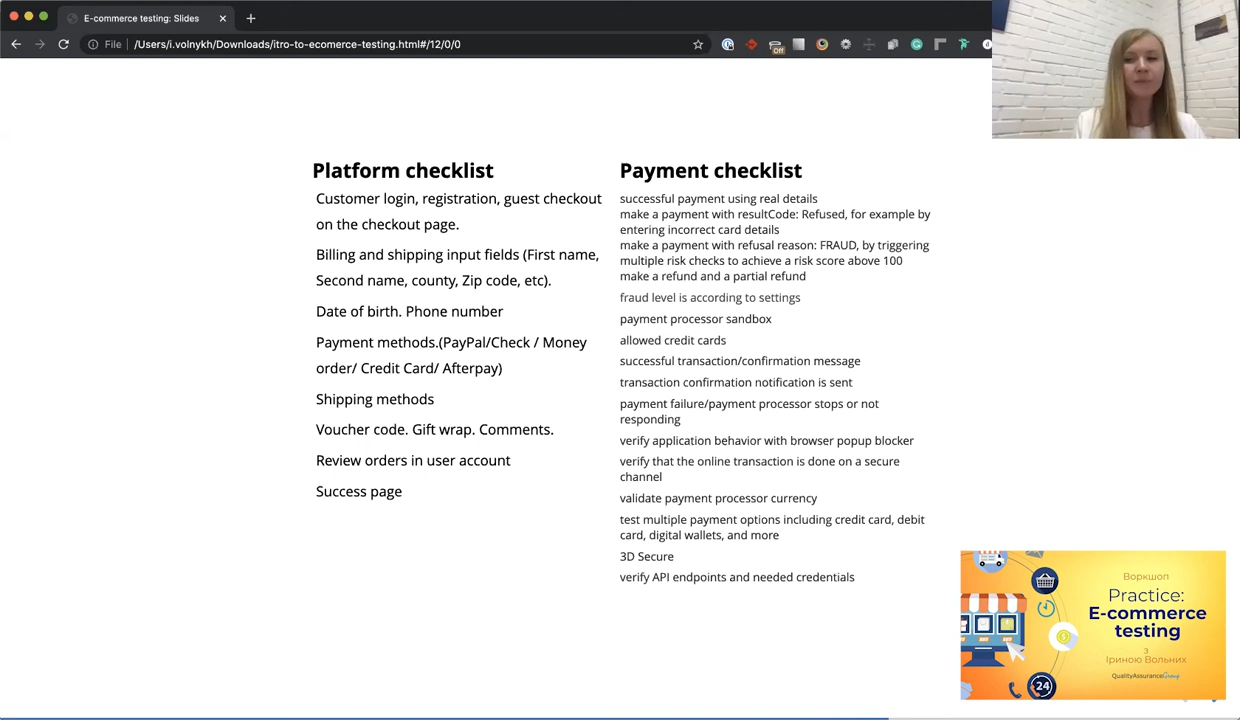 E-commerce testing: Slides
File
/Users/i.volnykh/Downloads/itro-to-ecomerce-testing.html#/12/0/0
Off
Platform checklist
Customer login, registration, guest checkout
on the checkout page.
Billing and shipping input fields (First name,
Second name, county, Zip code, etc).
Date of birth. Phone number
Payment methods.(PayPal/Check / Money
order/ Credit Card/ Afterpay)
Shipping methods
Voucher code. Gift wrap. Comments.
Review orders in user account
Success page
Payment checklist
successful payment using real details
make a payment with resultCode: Refused, for example by
entering incorrect card details
make a payment with refusal reason: FRAUD, by triggering
multiple risk checks to achieve a risk score above 100
make a refund and a partial refund
fraud level is according to settings
payment processor sandbox
allowed credit cards
successful transaction/confirmation message
transaction confirmation notification is sent
payment failure/payment processor stops or not
responding
verify application behavior with browser popup blocker
verify that the online transaction is done on a secure
channel
validate payment processor currency
test multiple payment options including credit card, debit
card, digital wallets, and more
3D Secure
verify API endpoints and needed credentials
Воркшоп
Practice:
E-commerce
testing
з
Іриною Вольних
QualityAssuranceGroup
24